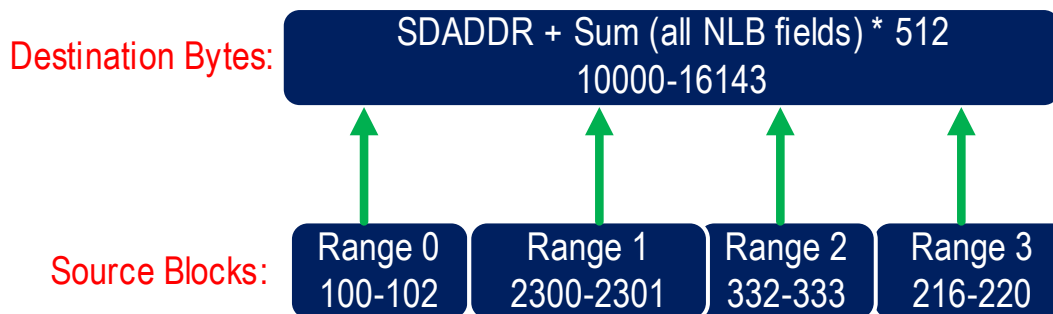 Destination Bytes:
SDADDR + Sum (all NLB fields) * 512
10000-16143
Source Blocks:
Range 0
100-102
Range 1
2300-2301
Range 2
332-333
Range 3
216-220